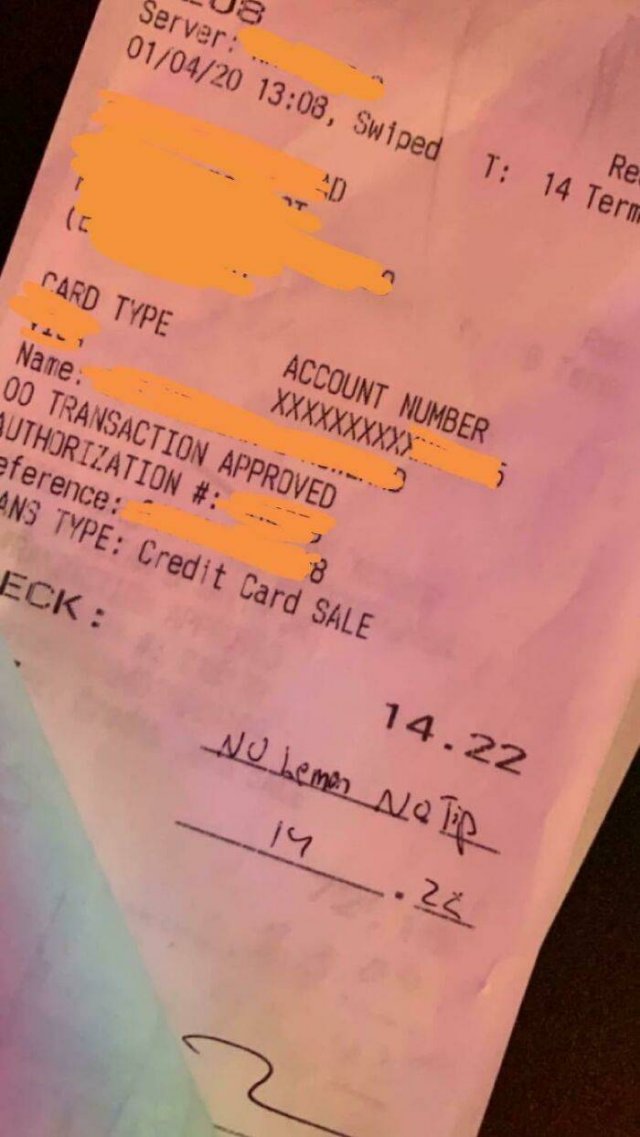 Server:
01/04/20 13:08, Swiped T: 14 Term
CARD TYPE ACCOUNT NUMBER
XXXXXXXXXX
Name:
00 TRANSACTION APPROVED
AUTHORIZATION #:
eference:
ANS TYPE: Credit Card SALE
ECK: 14.22
No Lemon No Tip
14 . 22